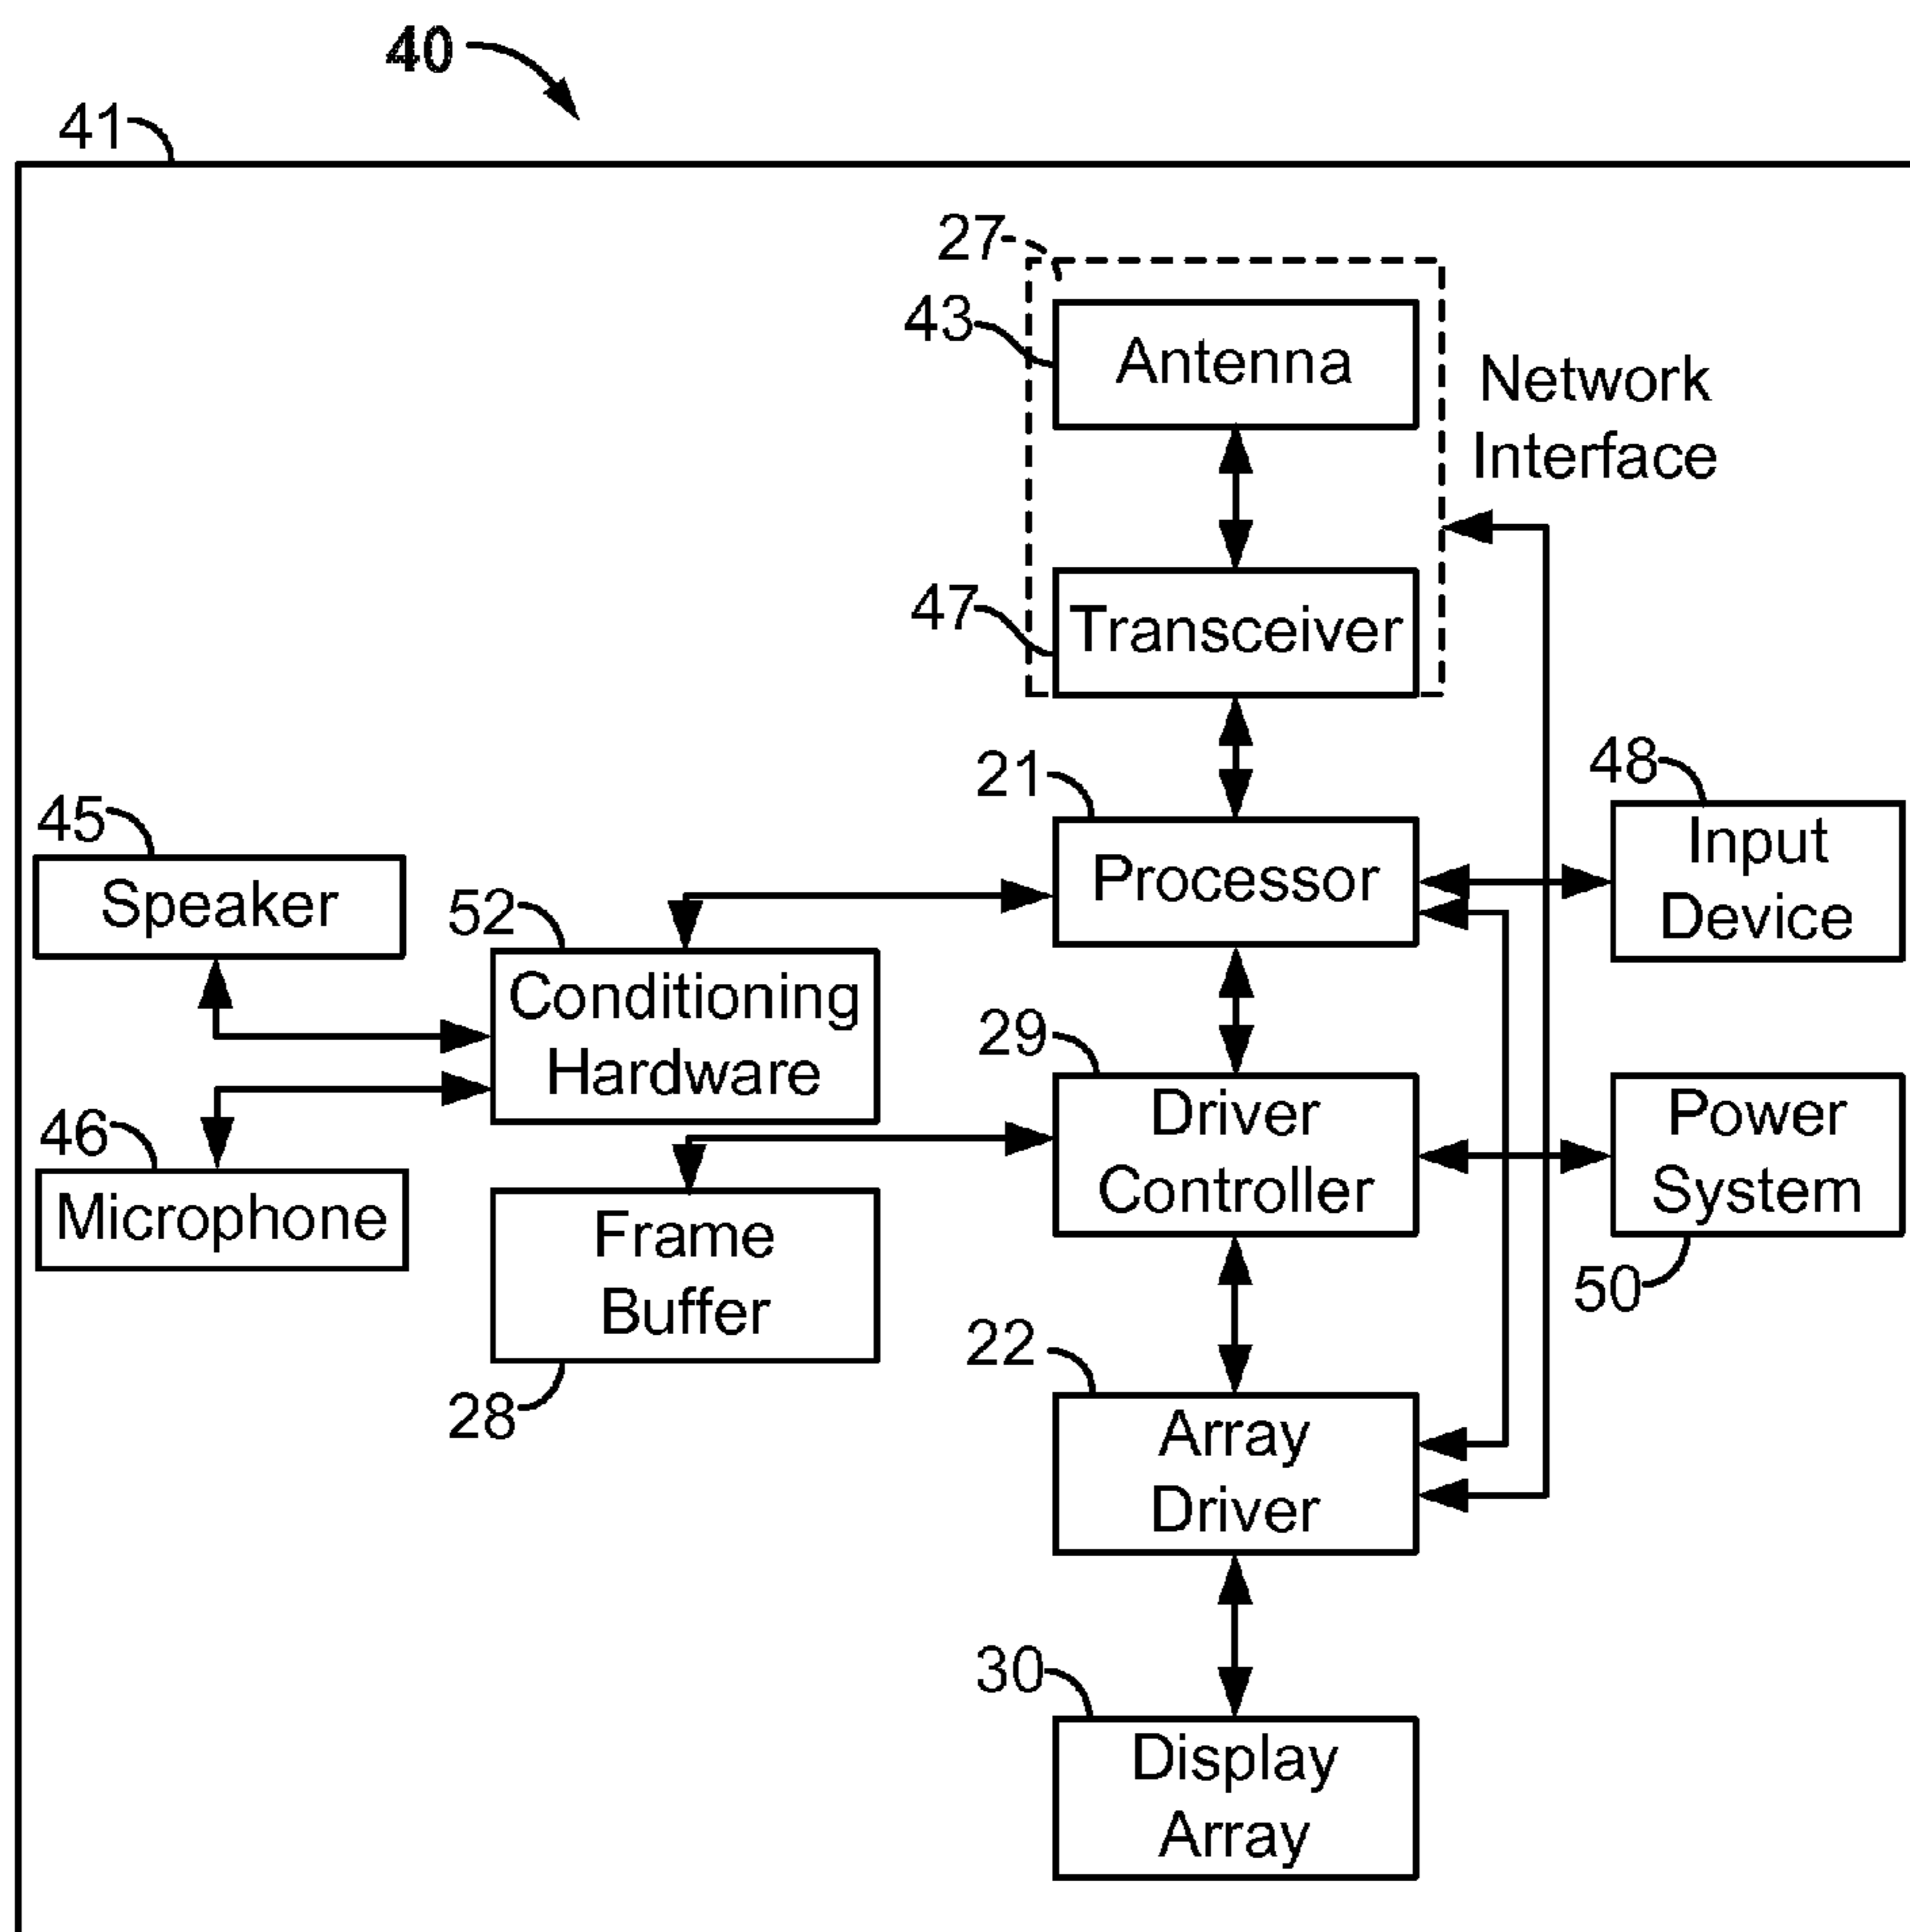 40
41
27
43
Antenna
Network
Interface
47
Transceiver
21
Processor
48
Input
Device
45
Speaker
52
Conditioning
Hardware
29
Driver
Controller
Power
System
50
46
Microphone
Frame
Buffer
28
22
Array
Driver
30
Display
Array